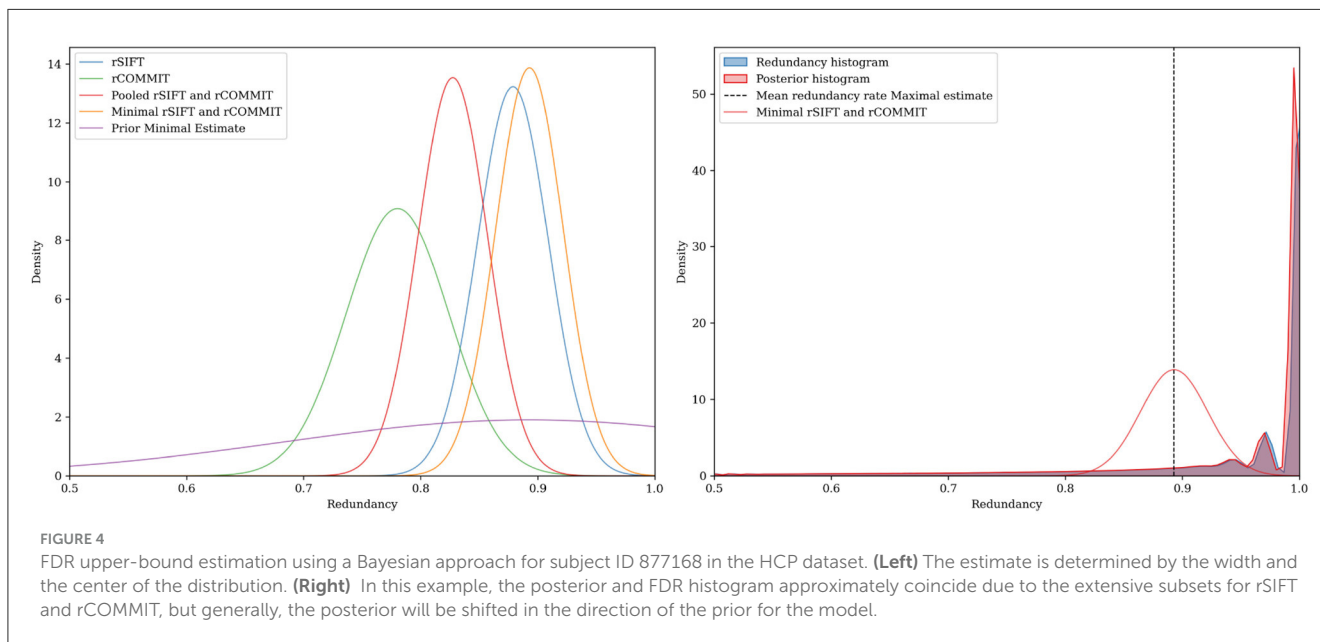 14
12
10
8
6
4
2
0
Density
rSIFT
rCOMMIT
Pooled rSIFT and rCOMMIT
Minimal rSIFT and rCOMMIT
Prior Minimal Estimate
0.5 0.6 0.7 0.8 0.9 1.0
Redundancy
50
40
30
20
10
0
Density
Redundancy histogram
Posterior histogram
Mean redundancy rate Maximal estimate
Minimal rSIFT and rCOMMIT
0.5 0.6 0.7 0.8 0.9 1.0
Redundancy
FIGURE 4
FDR upper-bound estimation using a Bayesian approach for subject ID 877168 in the HCP dataset. (Left) The estimate is determined by the width and
the center of the distribution. (Right) In this example, the posterior and FDR histogram approximately coincide due to the extensive subsets for rSIFT
and rCOMMIT, but generally, the posterior will be shifted in the direction of the prior for the model.